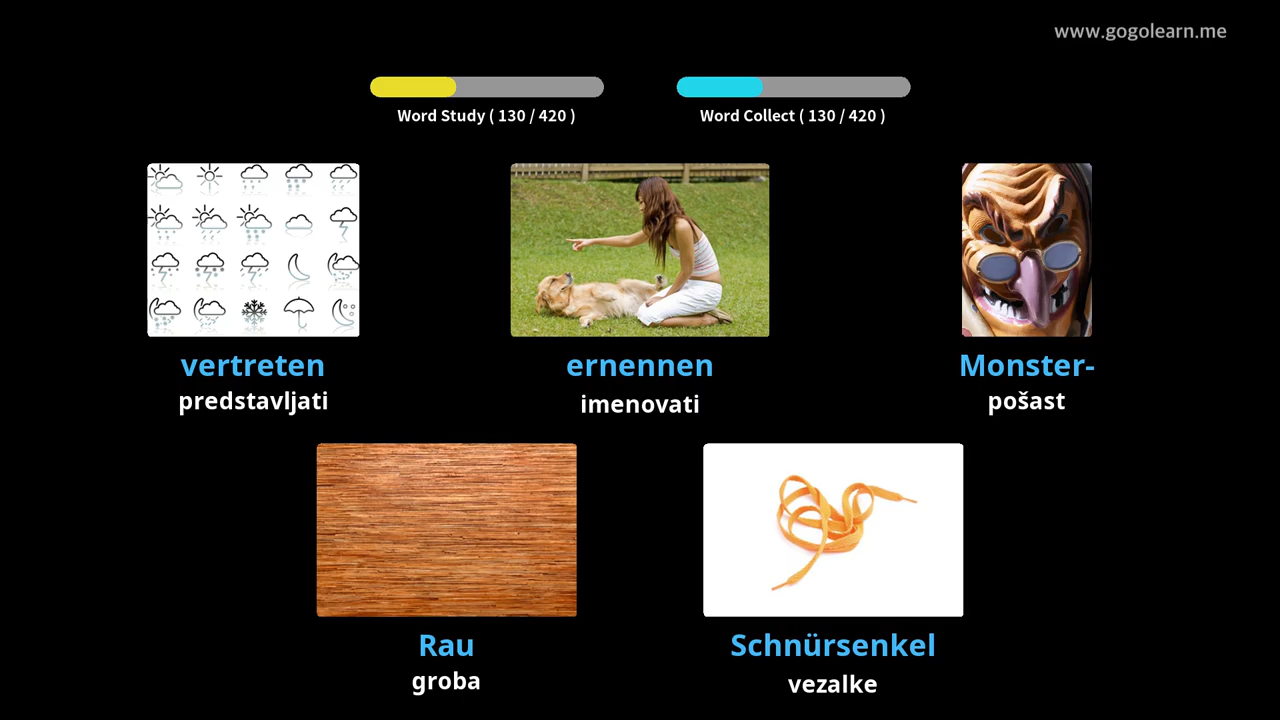 www.gogolearn.me
Word Study ( 130 / 420 )
Word Collect ( 130 / 420 )
vertreten
predstavljati
ernennen
imenovati
Monster-
pošast
Rau
groba
Schnürsenkel
vezalke